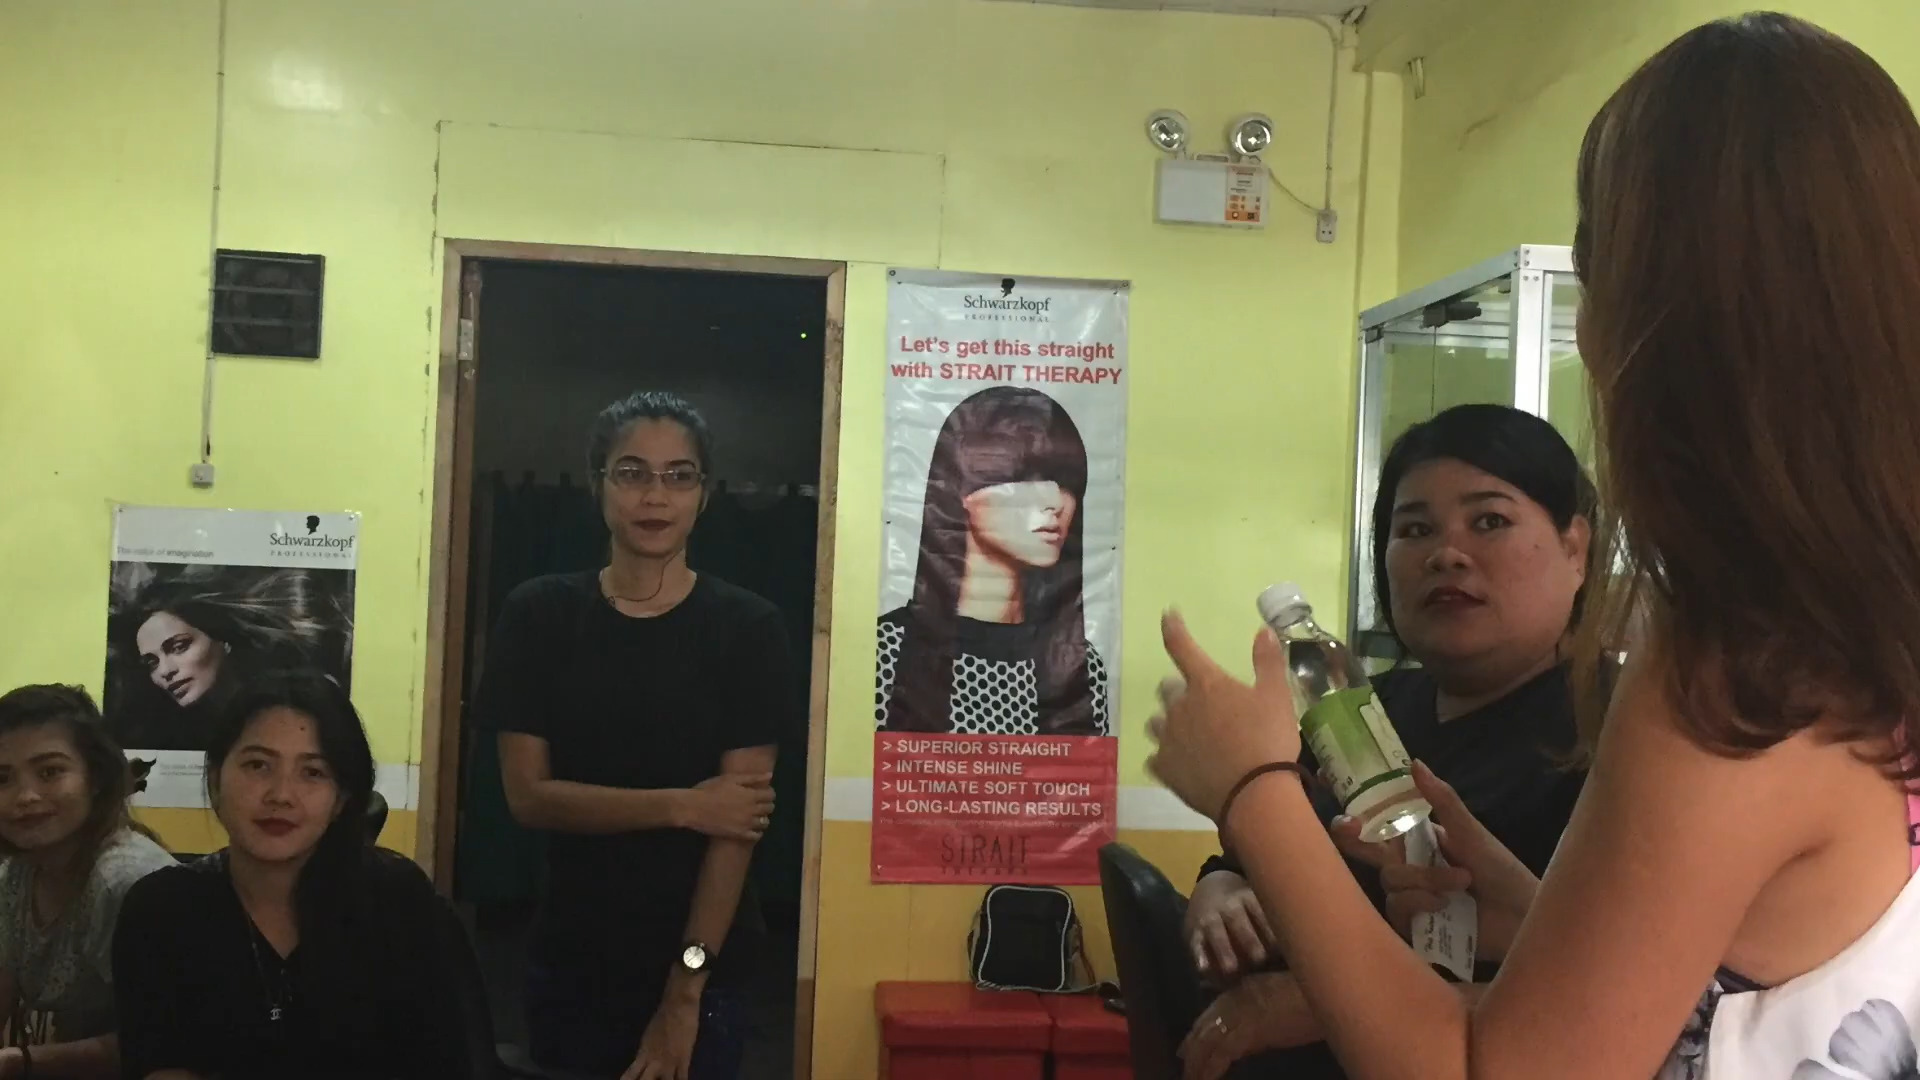 Schwarzkopf
PROFESSIONAL
Let's get this straight
with STRAIT THERAPY
> SUPERIOR STRAIGHT
> INTENSE SHINE
> ULTIMATE SOFT TOUCH
> LONG-LASTING RESULTS
STRAIT
THERAPY
Schwarzkopf
PROFESSIONAL
The color of imagination